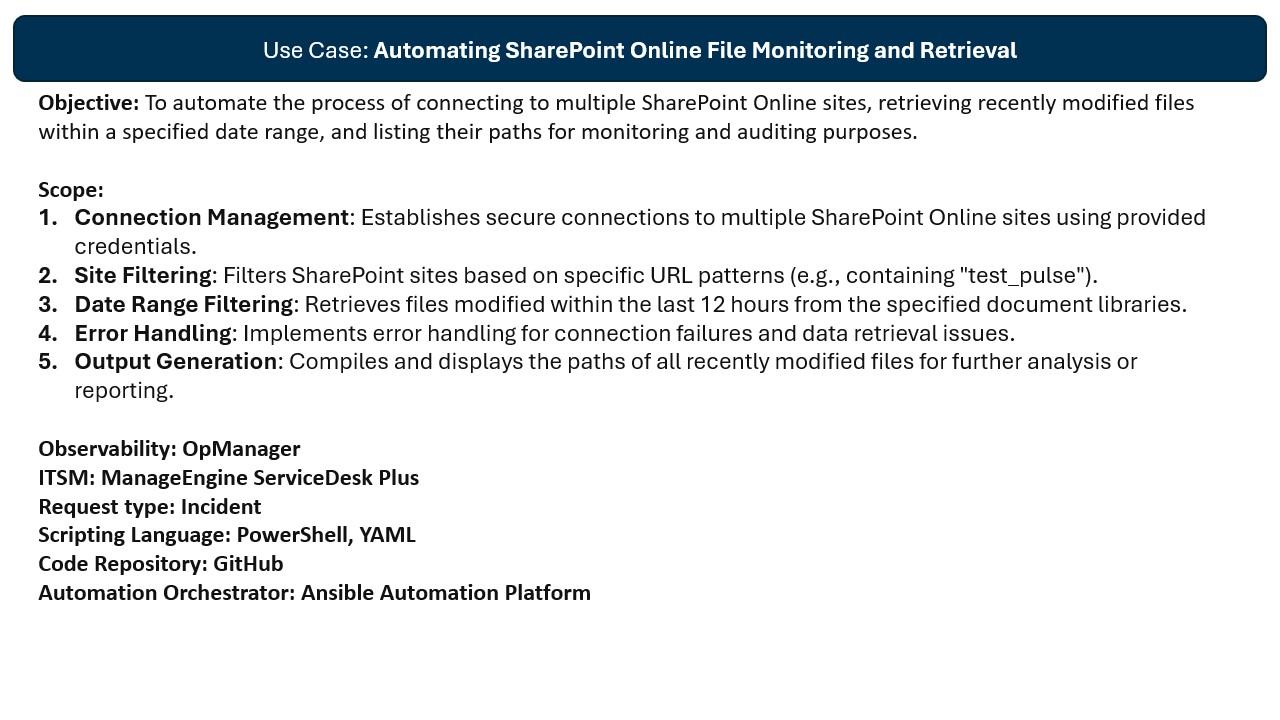 Use Case: Automating SharePoint Online File Monitoring and Retrieval
Objective: To automate the process of connecting to multiple SharePoint Online sites, retrieving recently modified files
within a specified date range, and listing their paths for monitoring and auditing purposes.
Scope:
1. Connection Management: Establishes secure connections to multiple SharePoint Online sites using provided
credentials.
2. Site Filtering: Filters SharePoint sites based on specific URL patterns (e.g., containing "test_pulse").
3. Date Range Filtering: Retrieves files modified within the last 12 hours from the specified document libraries.
4. Error Handling: Implements error handling for connection failures and data retrieval issues.
5. Output Generation: Compiles and displays the paths of all recently modified files for further analysis or
reporting.
Observability: OpManager
ITSM: ManageEngine ServiceDesk Plus
Request type: Incident
Scripting Language: PowerShell, YAML
Code Repository: GitHub
Automation Orchestrator: Ansible Automation Platform